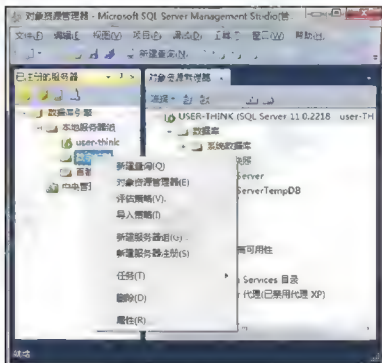 对象资源管理器 - Microsoft SQL Server Management Studio(管
文件(F) 编辑(E) 视图(V) 项目(P) 调试(D) 工具(T) 窗口(W) 帮助(H)
新建查询(N)
已注册的服务器
对象资源管理器
连接
数据库引擎
本地服务器组
user-think
中央管
新建查询(Q)
对象资源管理器(E)
评估策略(V)...
导入策略(I)
新建服务器组(G)...
新建服务器注册(S)
任务(T)
删除(D)
属性(R)
USER-THINK (SQL Server 11.0.2218 user-TH
数据库
系统数据库
快照
Server
ServerTempDB
高可用性
Services 目录
代理(已禁用代理 XP)
就绪